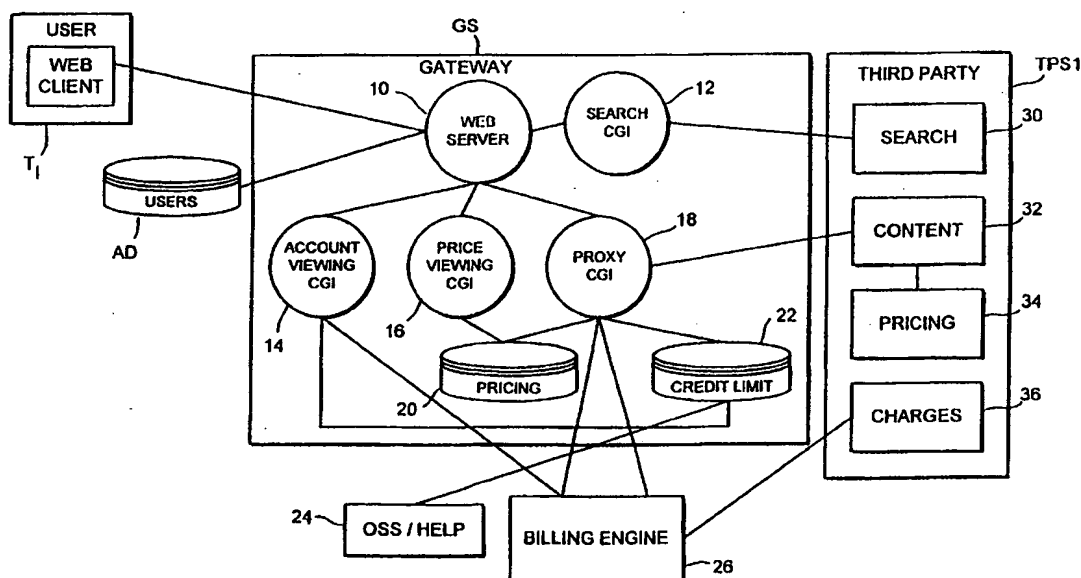 USER
WEB
CLIENT
T1
USERS
AD
GS
GATEWAY
10
WEB
SERVER
12
SEARCH
CGI
ACCOUNT
VIEWING
CGI
14
PRICE
VIEWING
CGI
16
18
PROXY
CGI
20
PRICING
22
CREDIT LIMIT
THIRD PARTY
TPS1
SEARCH
30
CONTENT
32
PRICING
34
CHARGES
36
24
OSS / HELP
BILLING ENGINE
26